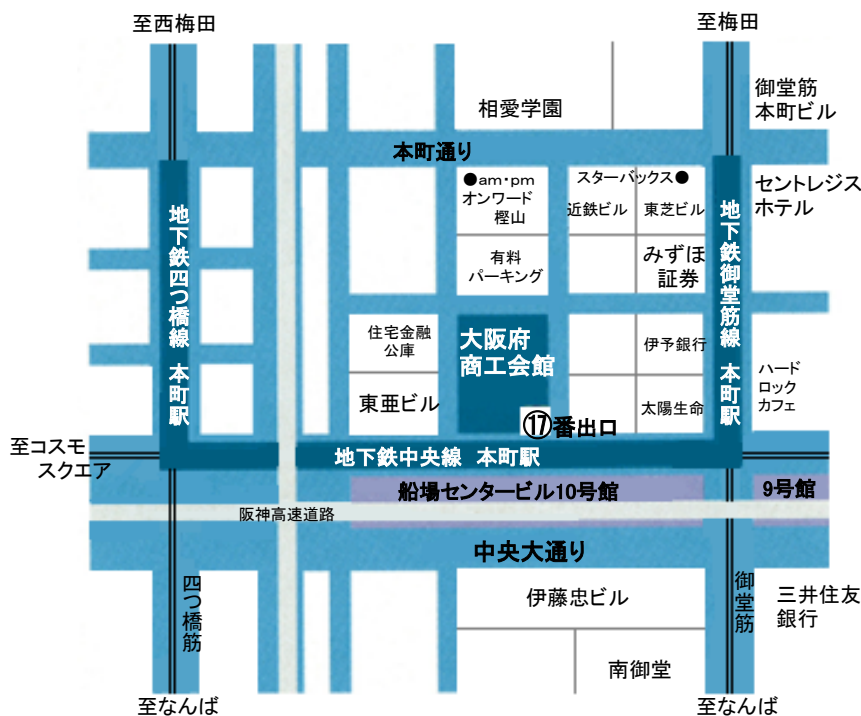 至西梅田
至梅田
御堂筋
本町ビル
相愛学園
本町通り
●am・pm
オンワード
樫山
スターバックス●
近鉄ビル
東芝ビル
セントレジス
ホテル
地下鉄四つ橋線 本町駅
地下鉄御堂筋線 本町駅
有料
パーキング
みずほ
証券
住宅金融
公庫
大阪府
商工会館
伊予銀行
ハード
ロック
カフェ
東亜ビル
太陽生命
⑰番出口
至コスモ
スクエア
地下鉄中央線 本町駅
船場センタービル10号館
9号館
阪神高速道路
中央大通り
四つ橋筋
御堂筋
伊藤忠ビル
三井住友
銀行
南御堂
至なんば
至なんば